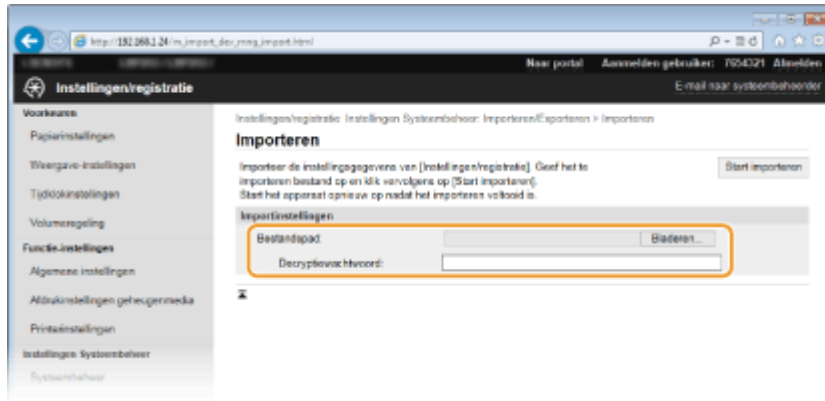 http://192.168.1.24/m_import_dev_mng_import.html
Naar portal Aanmelden gebruiker: 7654321 Afmelden
Instellingen/registratie E-mail naar systeembeheerder
Voorkeuren
Papierinstellingen
Weergave-instellingen
Tijdklokinstellingen
Volumeregeling
Functie-instellingen
Algemene instellingen
Afdrukinstellingen geheugenmedia
Printerinstellingen
Instellingen Systeembeheer
Systeembeheer
Instellingen/registratie: Instellingen Systeembeheer: Importeren/Exporteren > Importeren
Importeren
Importeer de instellingsgegevens van [Instellingen/registratie]. Geef het te
importeren bestand op en klik vervolgens op [Start importeren].
Start het apparaat opnieuw op nadat het importeren voltooid is.
Start importeren
Importinstellingen
Bestandspad: Bladeren...
Decryptiewachtwoord: